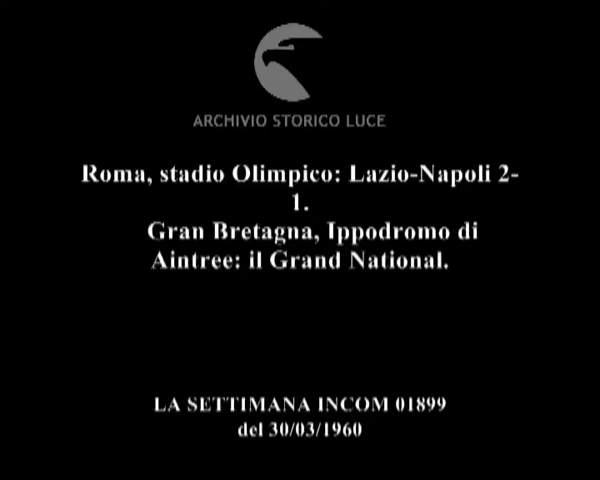 ARCHIVIO STORICO LUCE
Roma, stadio Olimpico: Lazio-Napoli 2-
1.
Gran Bretagna, Ippodromo di
Aintree: il Grand National.
LA SETTIMANA INCOM 01899
del 30/03/1960